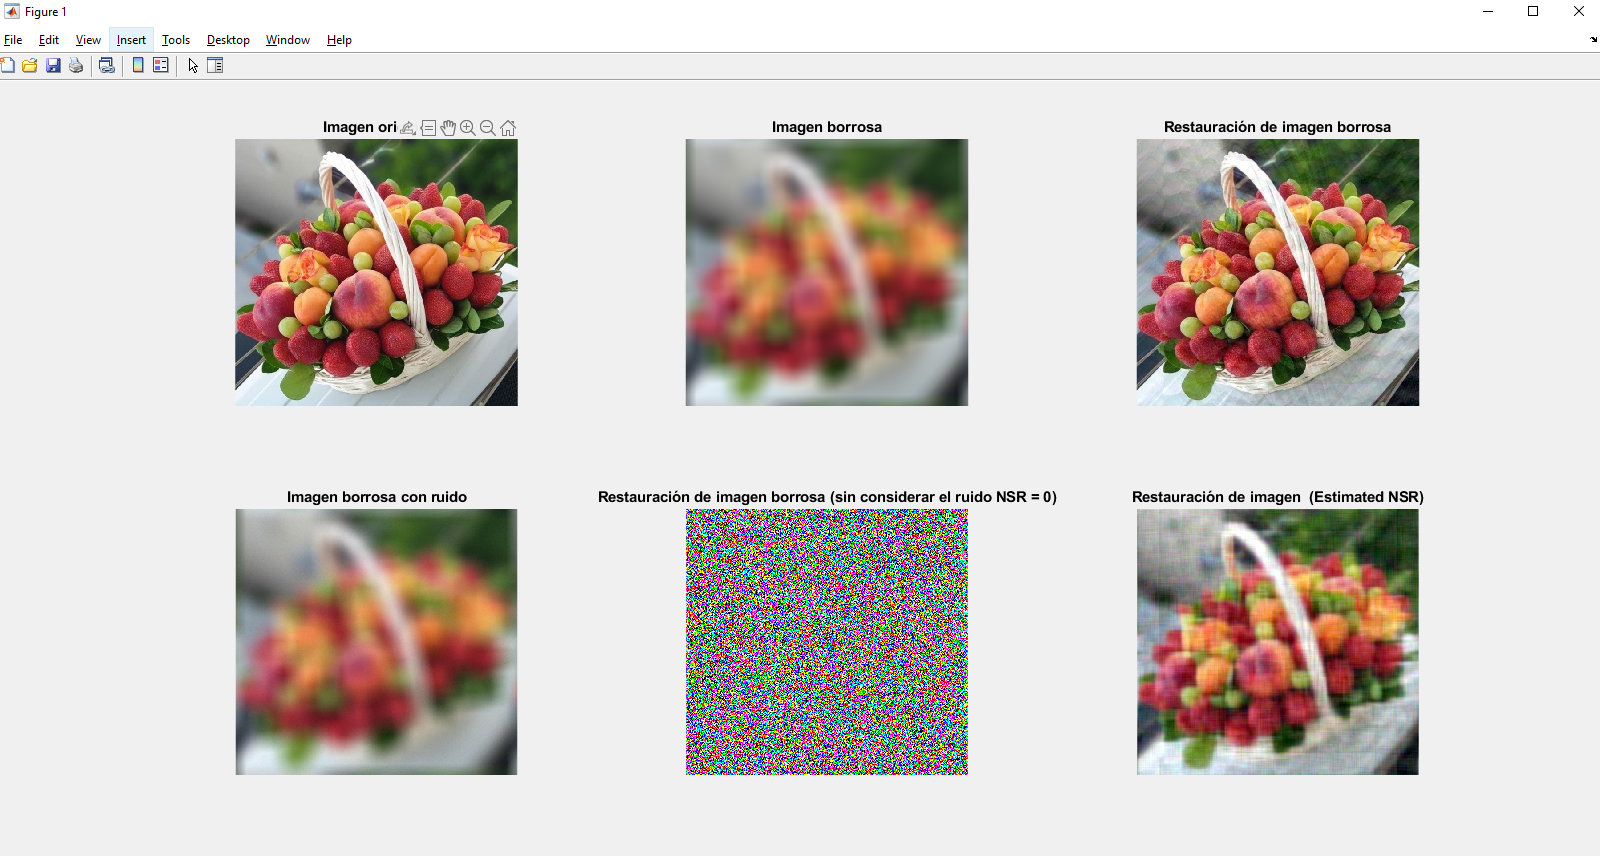 Figure 1
File Edit View Insert Tools Desktop Window Help
Imagen ori
Imagen borrosa
Restauración de imagen borrosa
Imagen borrosa con ruido
Restauración de imagen borrosa (sin considerar el ruido NSR = 0)
Restauración de imagen (Estimated NSR)